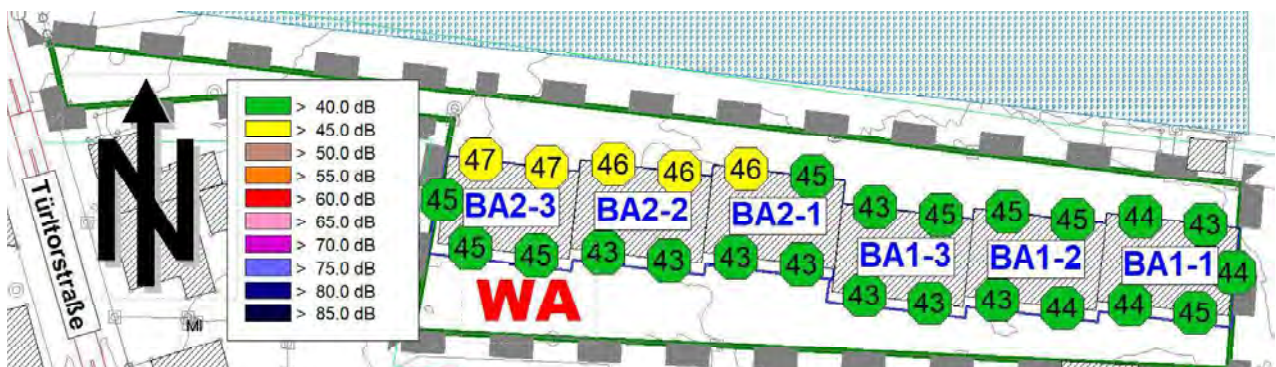 > 40.0 dB
> 45.0 dB
> 50.0 dB
> 55.0 dB
> 60.0 dB
> 65.0 dB
> 70.0 dB
> 75.0 dB
> 80.0 dB
> 85.0 dB
N
Türltorstraße
MI
47 47 46 46 46 45
45 BA2-3 BA2-2 BA2-1
45 45 43 43 43 43
43 45 45 45 44 43
BA1-3 BA1-2 BA1-1 44
43 43 43 44 44 45
WA